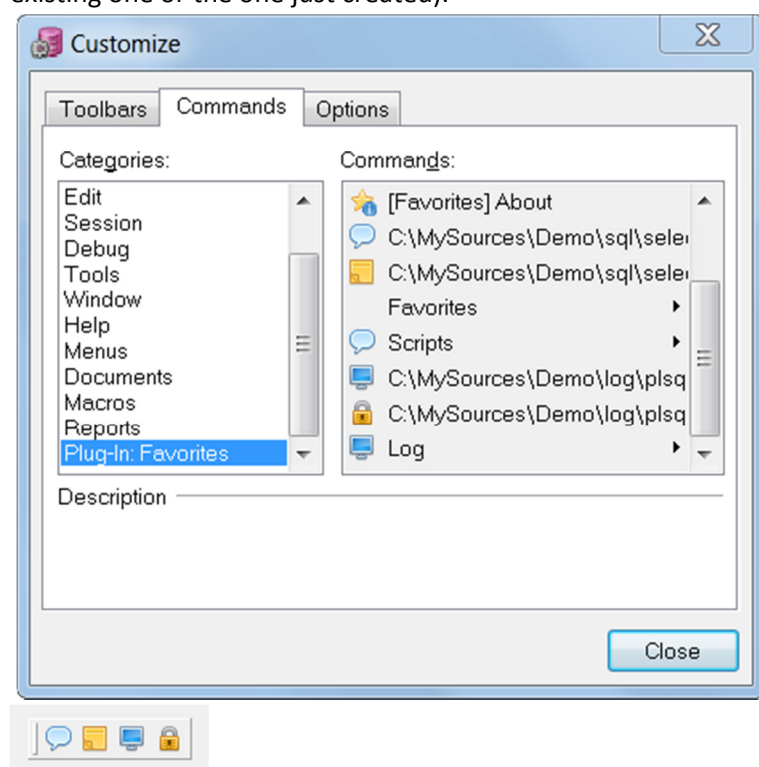 existing one or the one just created).
Customize
Toolbars Commands Options
Categories:
Edit
Session
Debug
Tools
Window
Help
Menus
Documents
Macros
Reports
Plug-In: Favorites
Commands:
[Favorites] About
C:\MySources\Demo\sql\sele
C:\MySources\Demo\sql\sele
Favorites
Scripts
C:\MySources\Demo\log\plsq
C:\MySources\Demo\log\plsq
Log
Description
Close